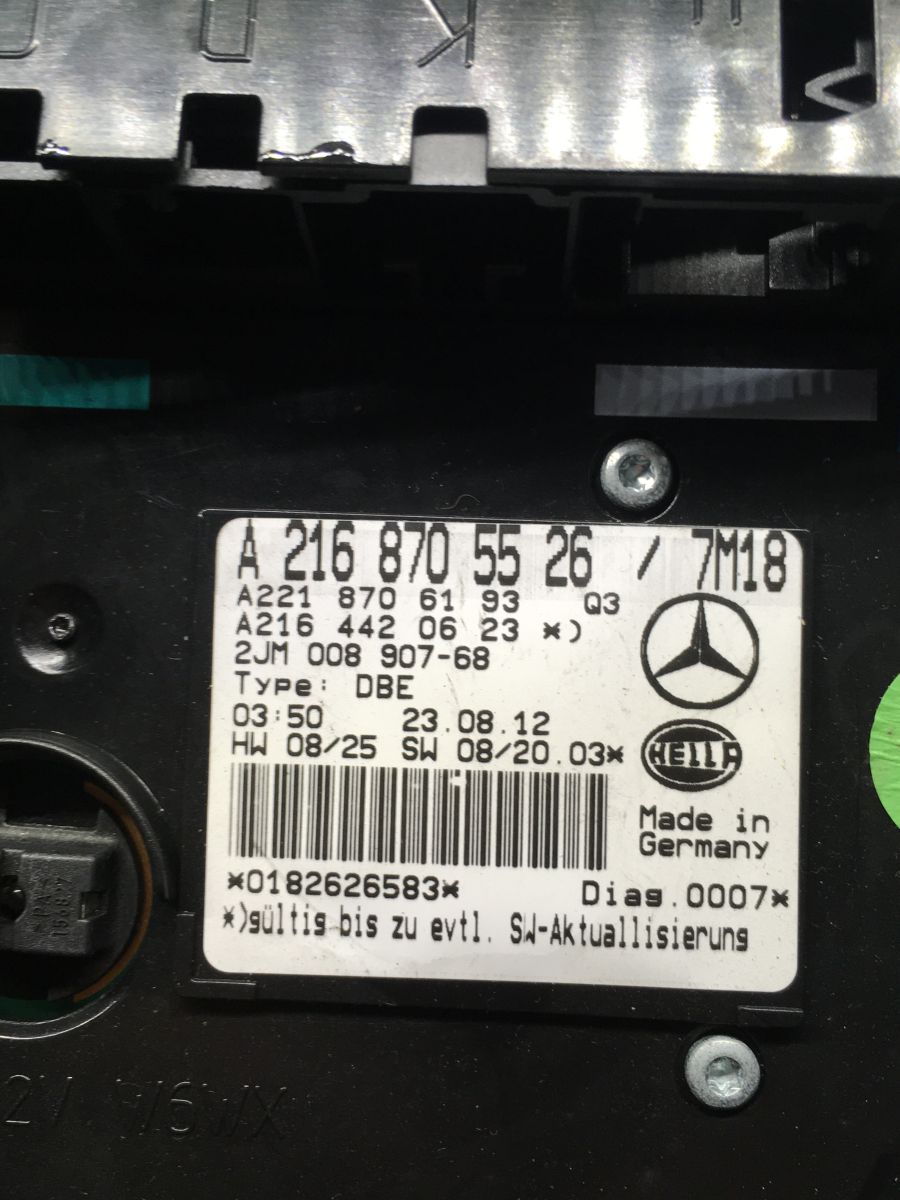 A 216 870 55 26 / 7M18
A221 870 61 93 Q3
A216 442 06 23 *)
2JM 008 907-68
Type: DBE
03:50 23.08.12
HW 08/25 SW 08/20.03*
HELLA
Made in
Germany
*0182626583* Diag.0007*
*)gültig bis zu evtl. SW-Aktuallisierung